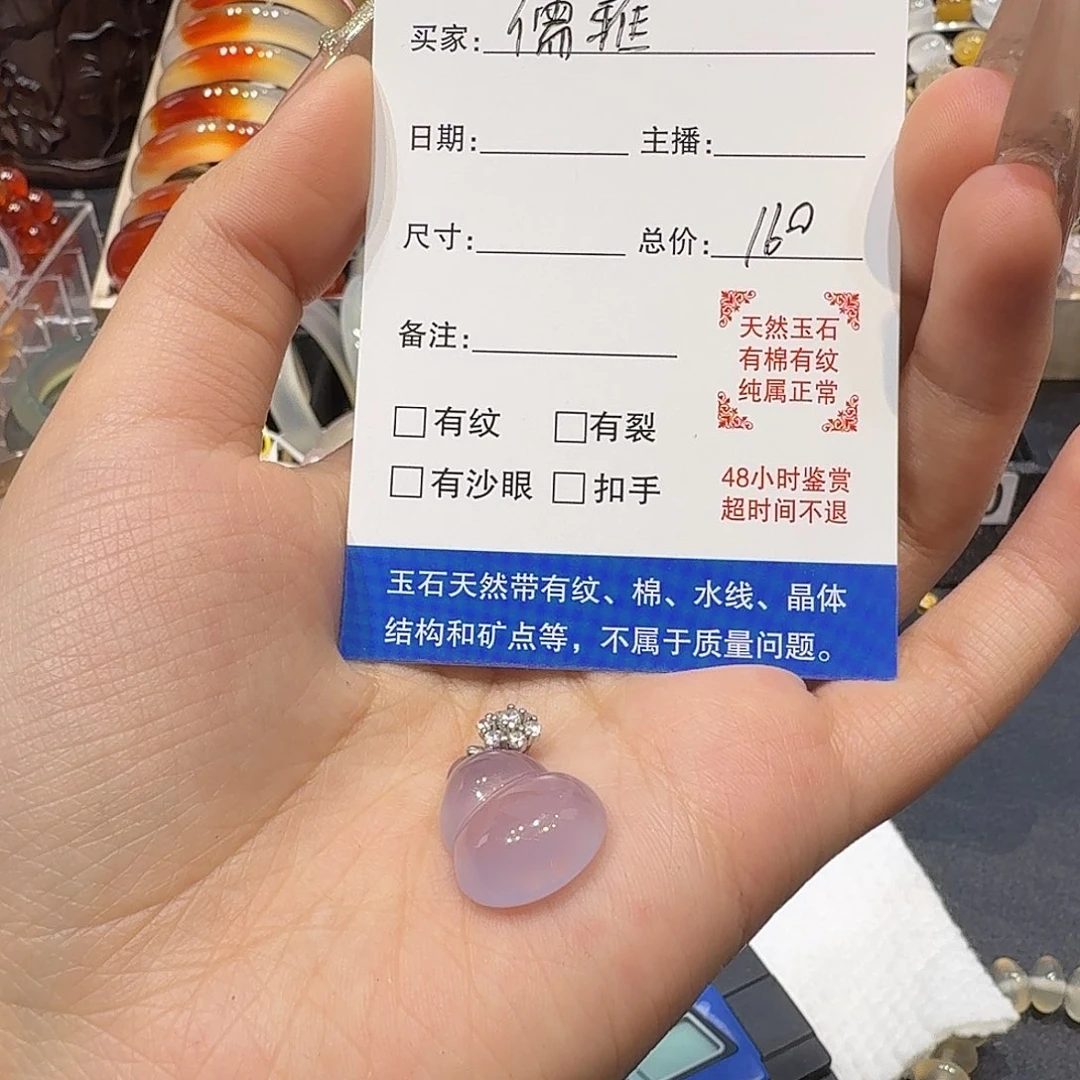 买家：儒雅
日期： 主播：
尺寸： 总价：160
备注：
天然玉石
有棉有纹
纯属正常
□有纹 □有裂
□有沙眼 □扣手
48小时鉴赏
超时间不退
玉石天然带有纹、棉、水线、晶体
结构和矿点等，不属于质量问题。